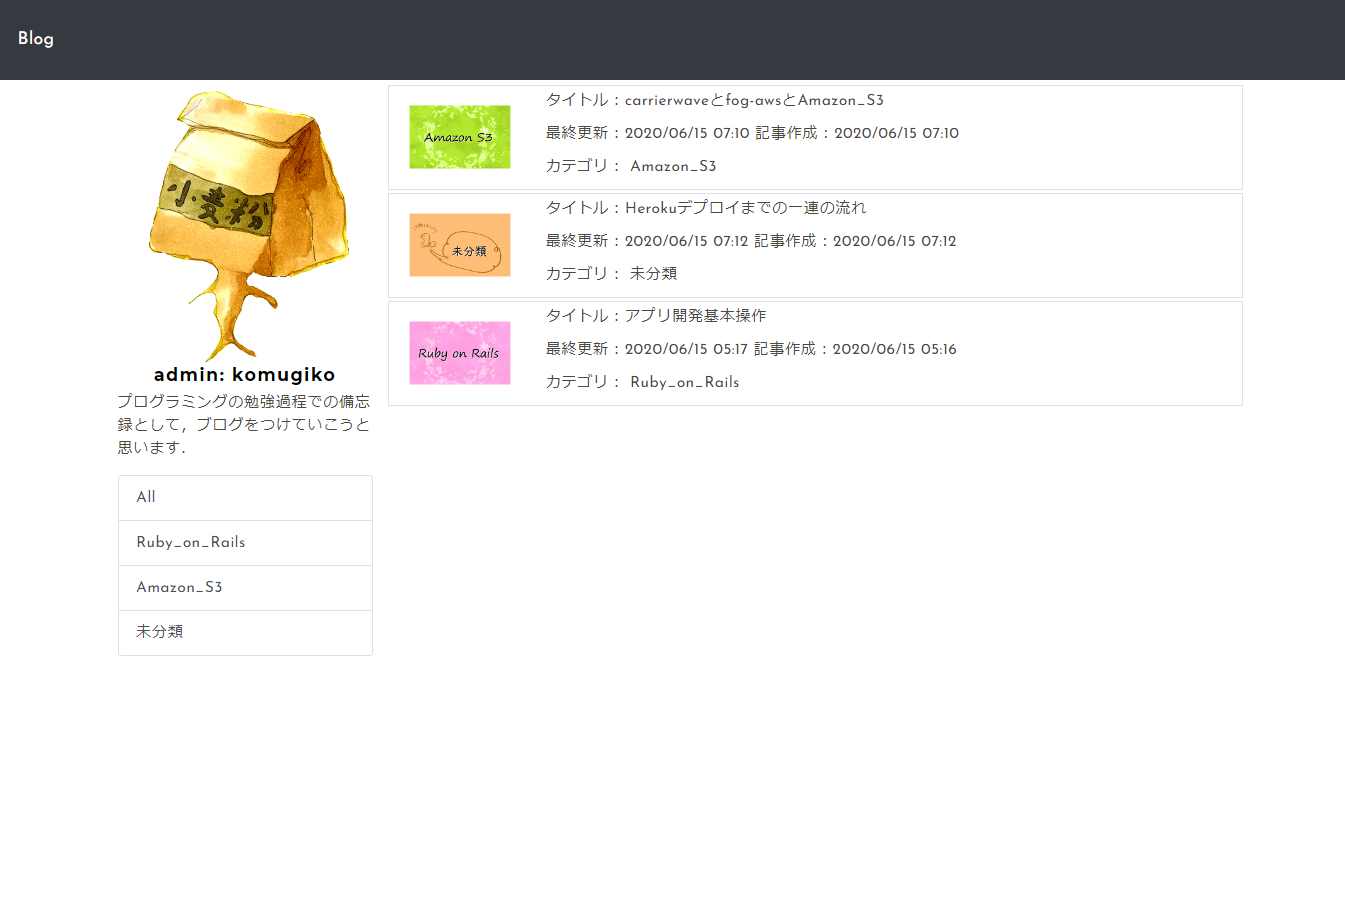 Blog
小麦粉
admin: komugiko
プログラミングの勉強過程での備忘
録として，ブログをつけていこうと
思います．
All
Ruby_on_Rails
Amazon_S3
未分類
Amazon S3
タイトル：carrierwaveとfog-awsとAmazon_S3
最終更新：2020/06/15 07:10 記事作成：2020/06/15 07:10
カテゴリ： Amazon_S3
未分類
タイトル：Herokuデプロイまでの一連の流れ
最終更新：2020/06/15 07:12 記事作成：2020/06/15 07:12
カテゴリ： 未分類
Ruby on Rails
タイトル：アプリ開発基本操作
最終更新：2020/06/15 05:17 記事作成：2020/06/15 05:16
カテゴリ： Ruby_on_Rails